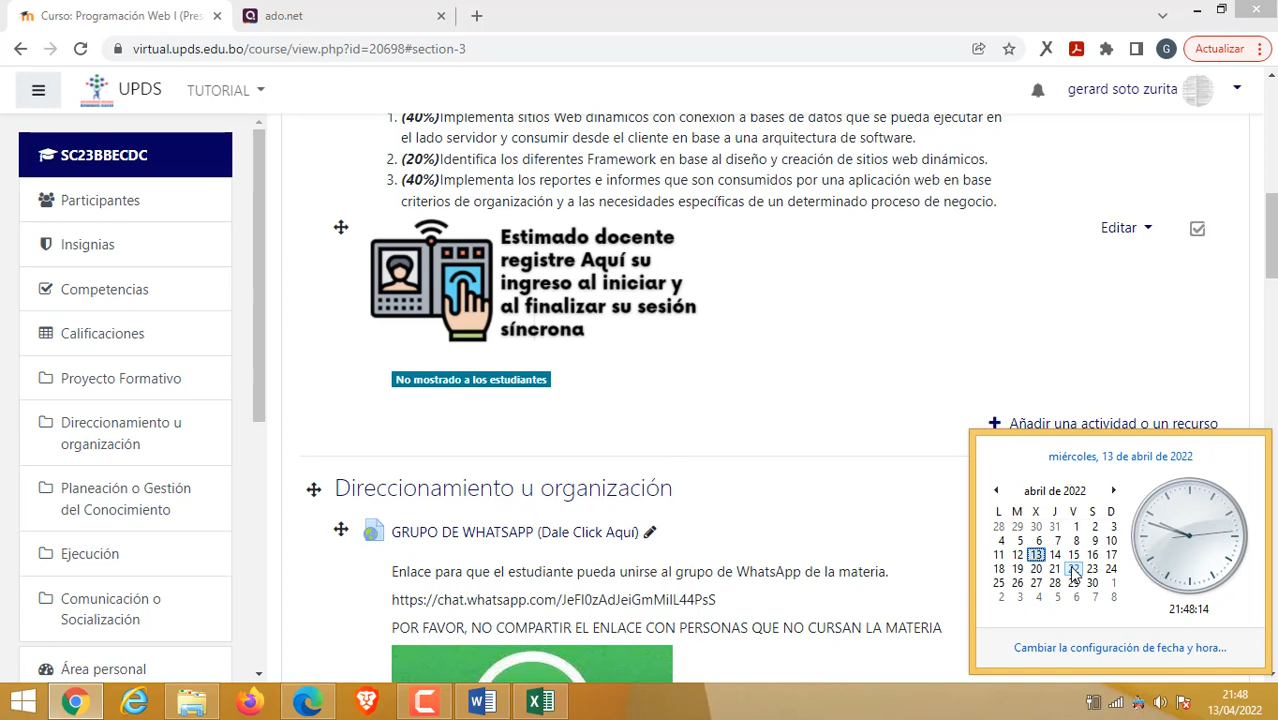 Curso: Programación Web I (Pres
ado.net
virtual.upds.edu.bo/course/view.php?id=20698#section-3
G
Actualizar
UPDS
TUTORIAL
gerard soto zurita
SC23BBECDC
Participantes
Insignias
Competencias
Calificaciones
Proyecto Formativo
Direccionamiento u
organización
Planeación o Gestión
del Conocimiento
Ejecución
Comunicación o
Socialización
Área personal
1. (40%)Implementa sitios Web dinámicos con conexión a bases de datos que se pueda ejecutar en
el lado servidor y consumir desde el cliente en base a una arquitectura de software.
2. (20%)Identifica los diferentes Framework en base al diseño y creación de sitios web dinámicos.
3. (40%)Implementa los reportes e informes que son consumidos por una aplicación web en base
criterios de organización y a las necesidades específicas de un determinado proceso de negocio.
Editar
Estimado docente
registre Aquí su
ingreso al iniciar y
al finalizar su sesión
síncrona
No mostrado a los estudiantes
Añadir una actividad o un recurso
Direccionamiento u organización
GRUPO DE WHATSAPP (Dale Click Aquí)
Enlace para que el estudiante pueda unirse al grupo de WhatsApp de la materia.
https://chat.whatsapp.com/JeFI0zAdJeiGmMiIL44PsS
POR FAVOR, NO COMPARTIR EL ENLACE CON PERSONAS QUE NO CURSAN LA MATERIA
miércoles, 13 de abril de 2022
abril de 2022
L M X J V S D
28 29 30 31 1 2 3
4 5 6 7 8 9 10
11 12 13 14 15 16 17
18 19 20 21 22 23 24
25 26 27 28 29 30 1
2 3 4 5 6 7 8
21:48:14
Cambiar la configuración de fecha y hora...
21:48
13/04/2022